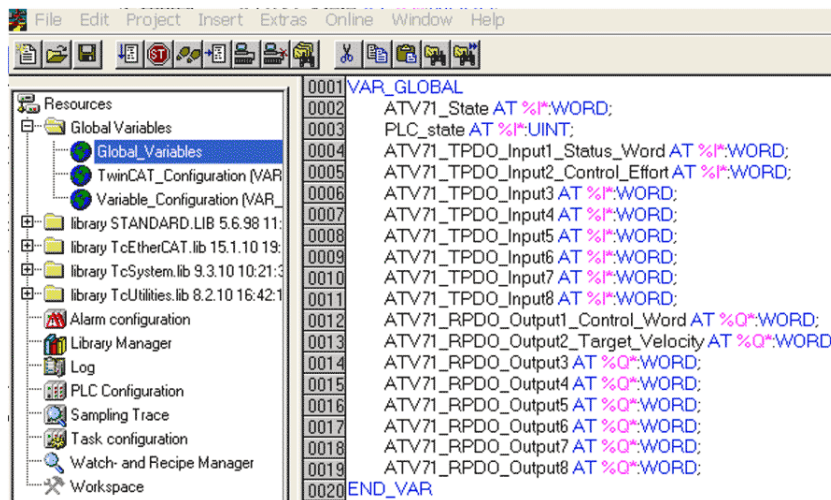 File Edit Project Insert Extras Online Window Help
Resources
Global Variables
Global_Variables
TwinCAT_Configuration (VAR
Variable_Configuration (VAR_
library STANDARD.LIB 5.6.98 11:
library TcEtherCAT.lib 15.1.10 19:
library TcSystem.lib 9.3.10 10:21:3
library TcUtilities.lib 8.2.10 16:42:1
Alarm configuration
Library Manager
Log
PLC Configuration
Sampling Trace
Task configuration
Watch- and Recipe Manager
Workspace
0001 VAR_GLOBAL
0002 ATV71_State AT %I*:WORD;
0003 PLC_state AT %I*:UINT;
0004 ATV71_TPDO_Input1_Status_Word AT %I*:WORD;
0005 ATV71_TPDO_Input2_Control_Effort AT %I*:WORD;
0006 ATV71_TPDO_Input3 AT %I*:WORD;
0007 ATV71_TPDO_Input4 AT %I*:WORD;
0008 ATV71_TPDO_Input5 AT %I*:WORD;
0009 ATV71_TPDO_Input6 AT %I*:WORD;
0010 ATV71_TPDO_Input7 AT %I*:WORD;
0011 ATV71_TPDO_Input8 AT %I*:WORD;
0012 ATV71_RPDO_Output1_Control_Word AT %Q*:WORD;
0013 ATV71_RPDO_Output2_Target_Velocity AT %Q*:WORD
0014 ATV71_RPDO_Output3 AT %Q*:WORD;
0015 ATV71_RPDO_Output4 AT %Q*:WORD;
0016 ATV71_RPDO_Output5 AT %Q*:WORD;
0017 ATV71_RPDO_Output6 AT %Q*:WORD;
0018 ATV71_RPDO_Output7 AT %Q*:WORD;
0019 ATV71_RPDO_Output8 AT %Q*:WORD;
0020 END_VAR